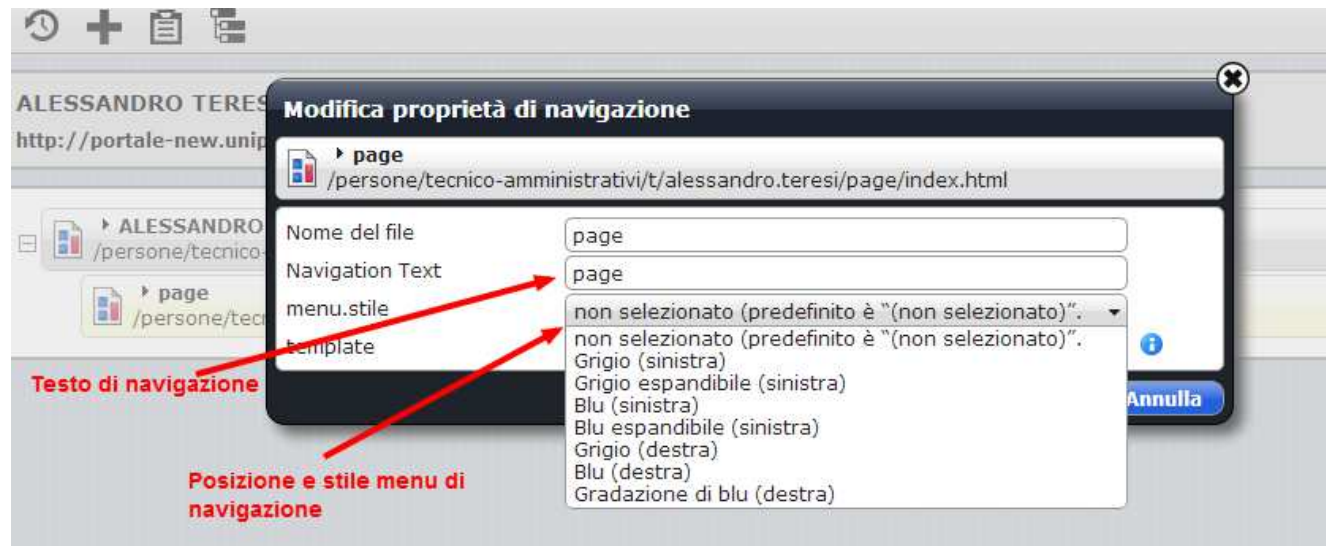 ALESSANDRO TERES
http://portale-new.unip
Modifica proprietà di navigazione
page
/persone/tecnico-amministrativi/t/alessandro.teresi/page/index.html
ALESSANDRO
/persone/tecnico-
page
/persone/tecn
Nome del file
page
Navigation Text
page
menu.stile
non selezionato (predefinito è "(non selezionato)".
template
non selezionato (predefinito è "(non selezionato)".
Grigio (sinistra)
Grigio espandibile (sinistra)
Blu (sinistra)
Blu espandibile (sinistra)
Grigio (destra)
Blu (destra)
Gradazione di blu (destra)
Annulla
Testo di navigazione
Posizione e stile menu di
navigazione